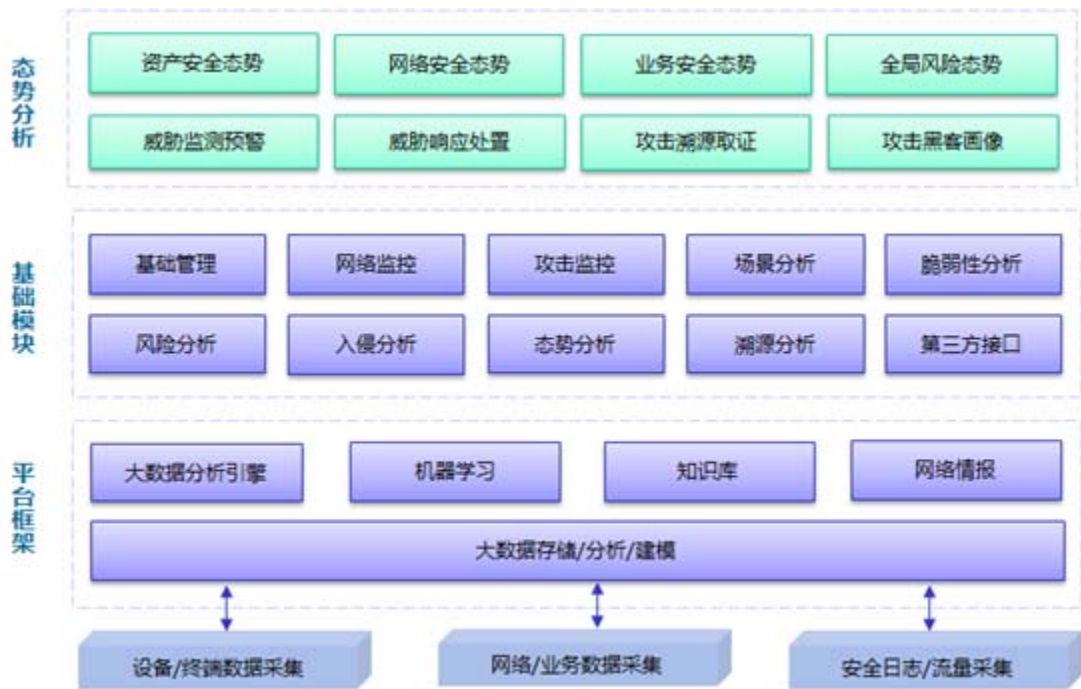 态势分析
资产安全态势
网络安全态势
业务安全态势
全局风险态势
威胁监测预警
威胁响应处置
攻击溯源取证
攻击黑客画像
基础模块
基础管理
网络监控
攻击监控
场景分析
脆弱性分析
风险分析
入侵分析
态势分析
溯源分析
第三方接口
平台框架
大数据分析引擎
机器学习
知识库
网络情报
大数据存储/分析/建模
设备/终端数据采集
网络/业务数据采集
安全日志/流量采集